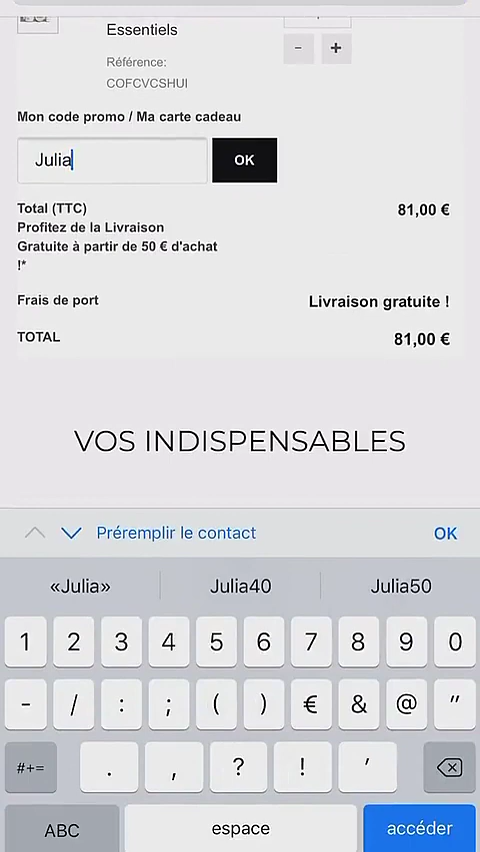 Essentiels
- +
Référence:
COFCVCSHUI
Mon code promo / Ma carte cadeau
Julia
OK
Total (TTC)
81,00 €
Profitez de la Livraison
Gratuite à partir de 50 € d'achat
!*
Frais de port
Livraison gratuite !
TOTAL
81,00 €
VOS INDISPENSABLES
Préremplir le contact
OK
«Julia» Julia40 Julia50
1 2 3 4 5 6 7 8 9 0
- / : ; ( ) € & @ "
#+= . , ? ! ’
ABC espace accéder